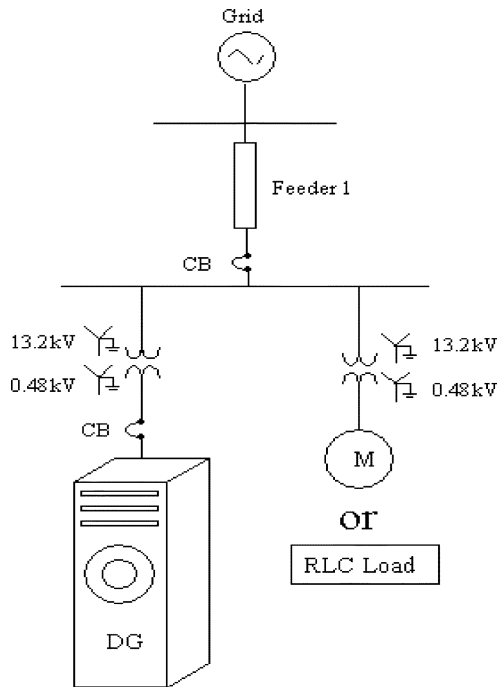 Grid
Feeder 1
CB
13.2kV
0.48kV
13.2kV
0.48kV
CB
M
or
RLC Load
DG